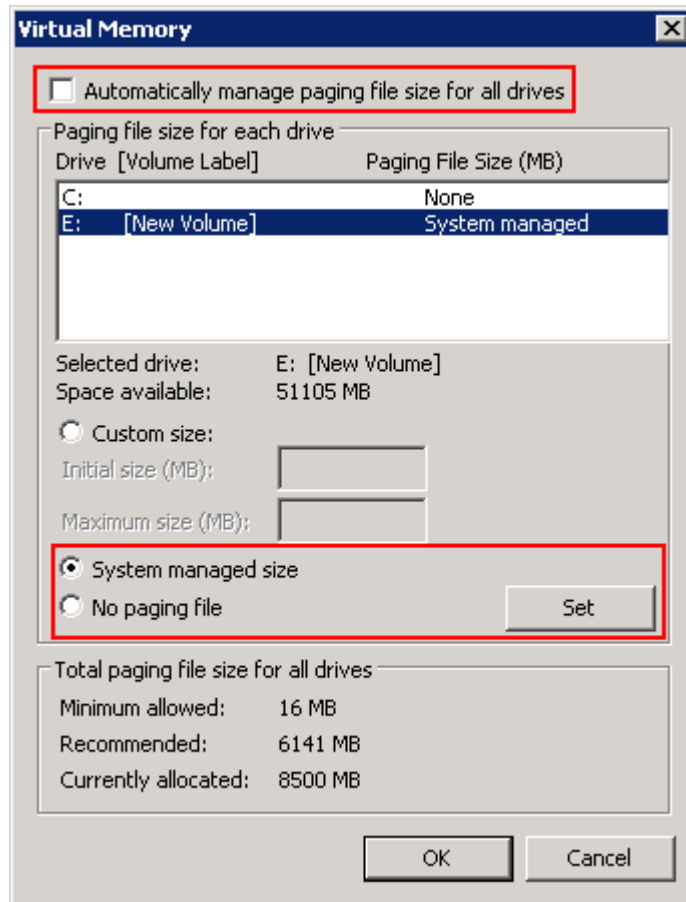 Virtual Memory
Automatically manage paging file size for all drives
Paging file size for each drive
Drive [Volume Label] Paging File Size (MB)
C: None
E: [New Volume] System managed
Selected drive: E: [New Volume]
Space available: 51105 MB
Custom size:
Initial size (MB):
Maximum size (MB):
System managed size
No paging file Set
Total paging file size for all drives
Minimum allowed: 16 MB
Recommended: 6141 MB
Currently allocated: 8500 MB
OK Cancel